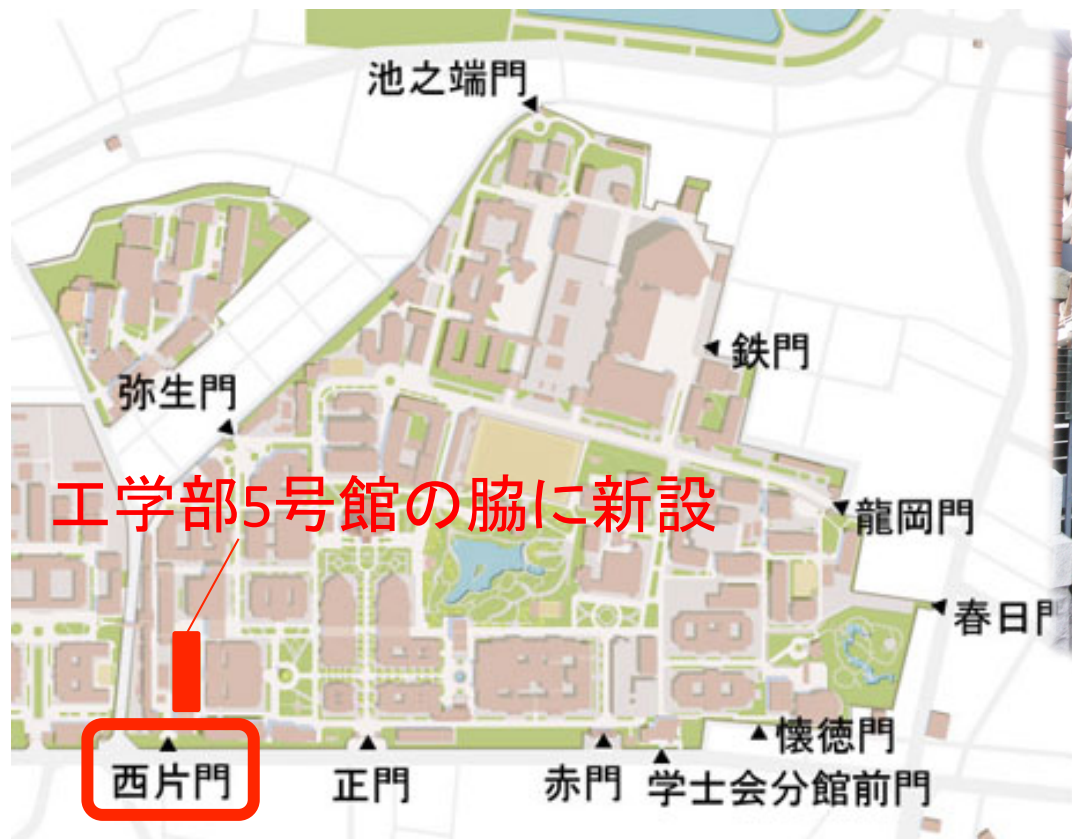 池之端門
鉄門
弥生門
工学部5号館の脇に新設
龍岡門
春日門
懐徳門
西片門
正門
赤門
学士会分館前門